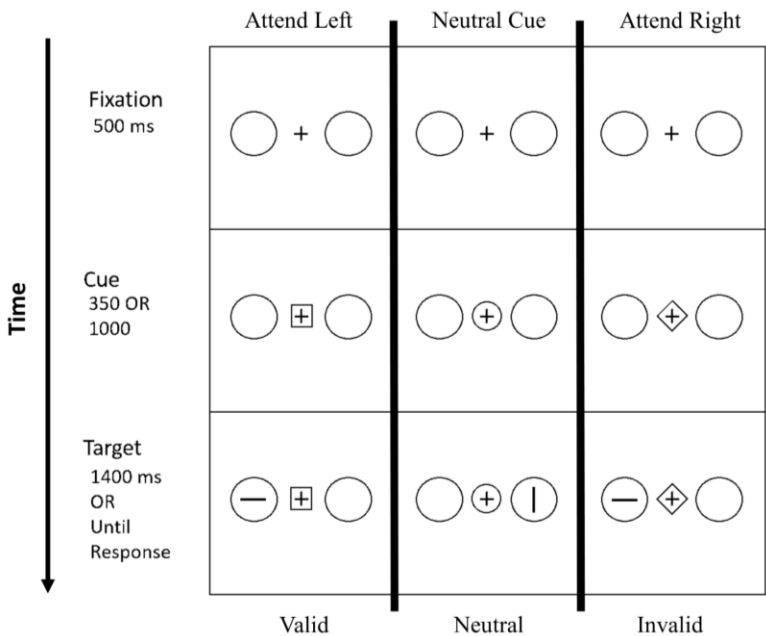 Attend Left Neutral Cue Attend Right
Fixation
500 ms
Cue
350 OR
1000
Time
Target
1400 ms
OR
Until
Response
Valid Neutral Invalid